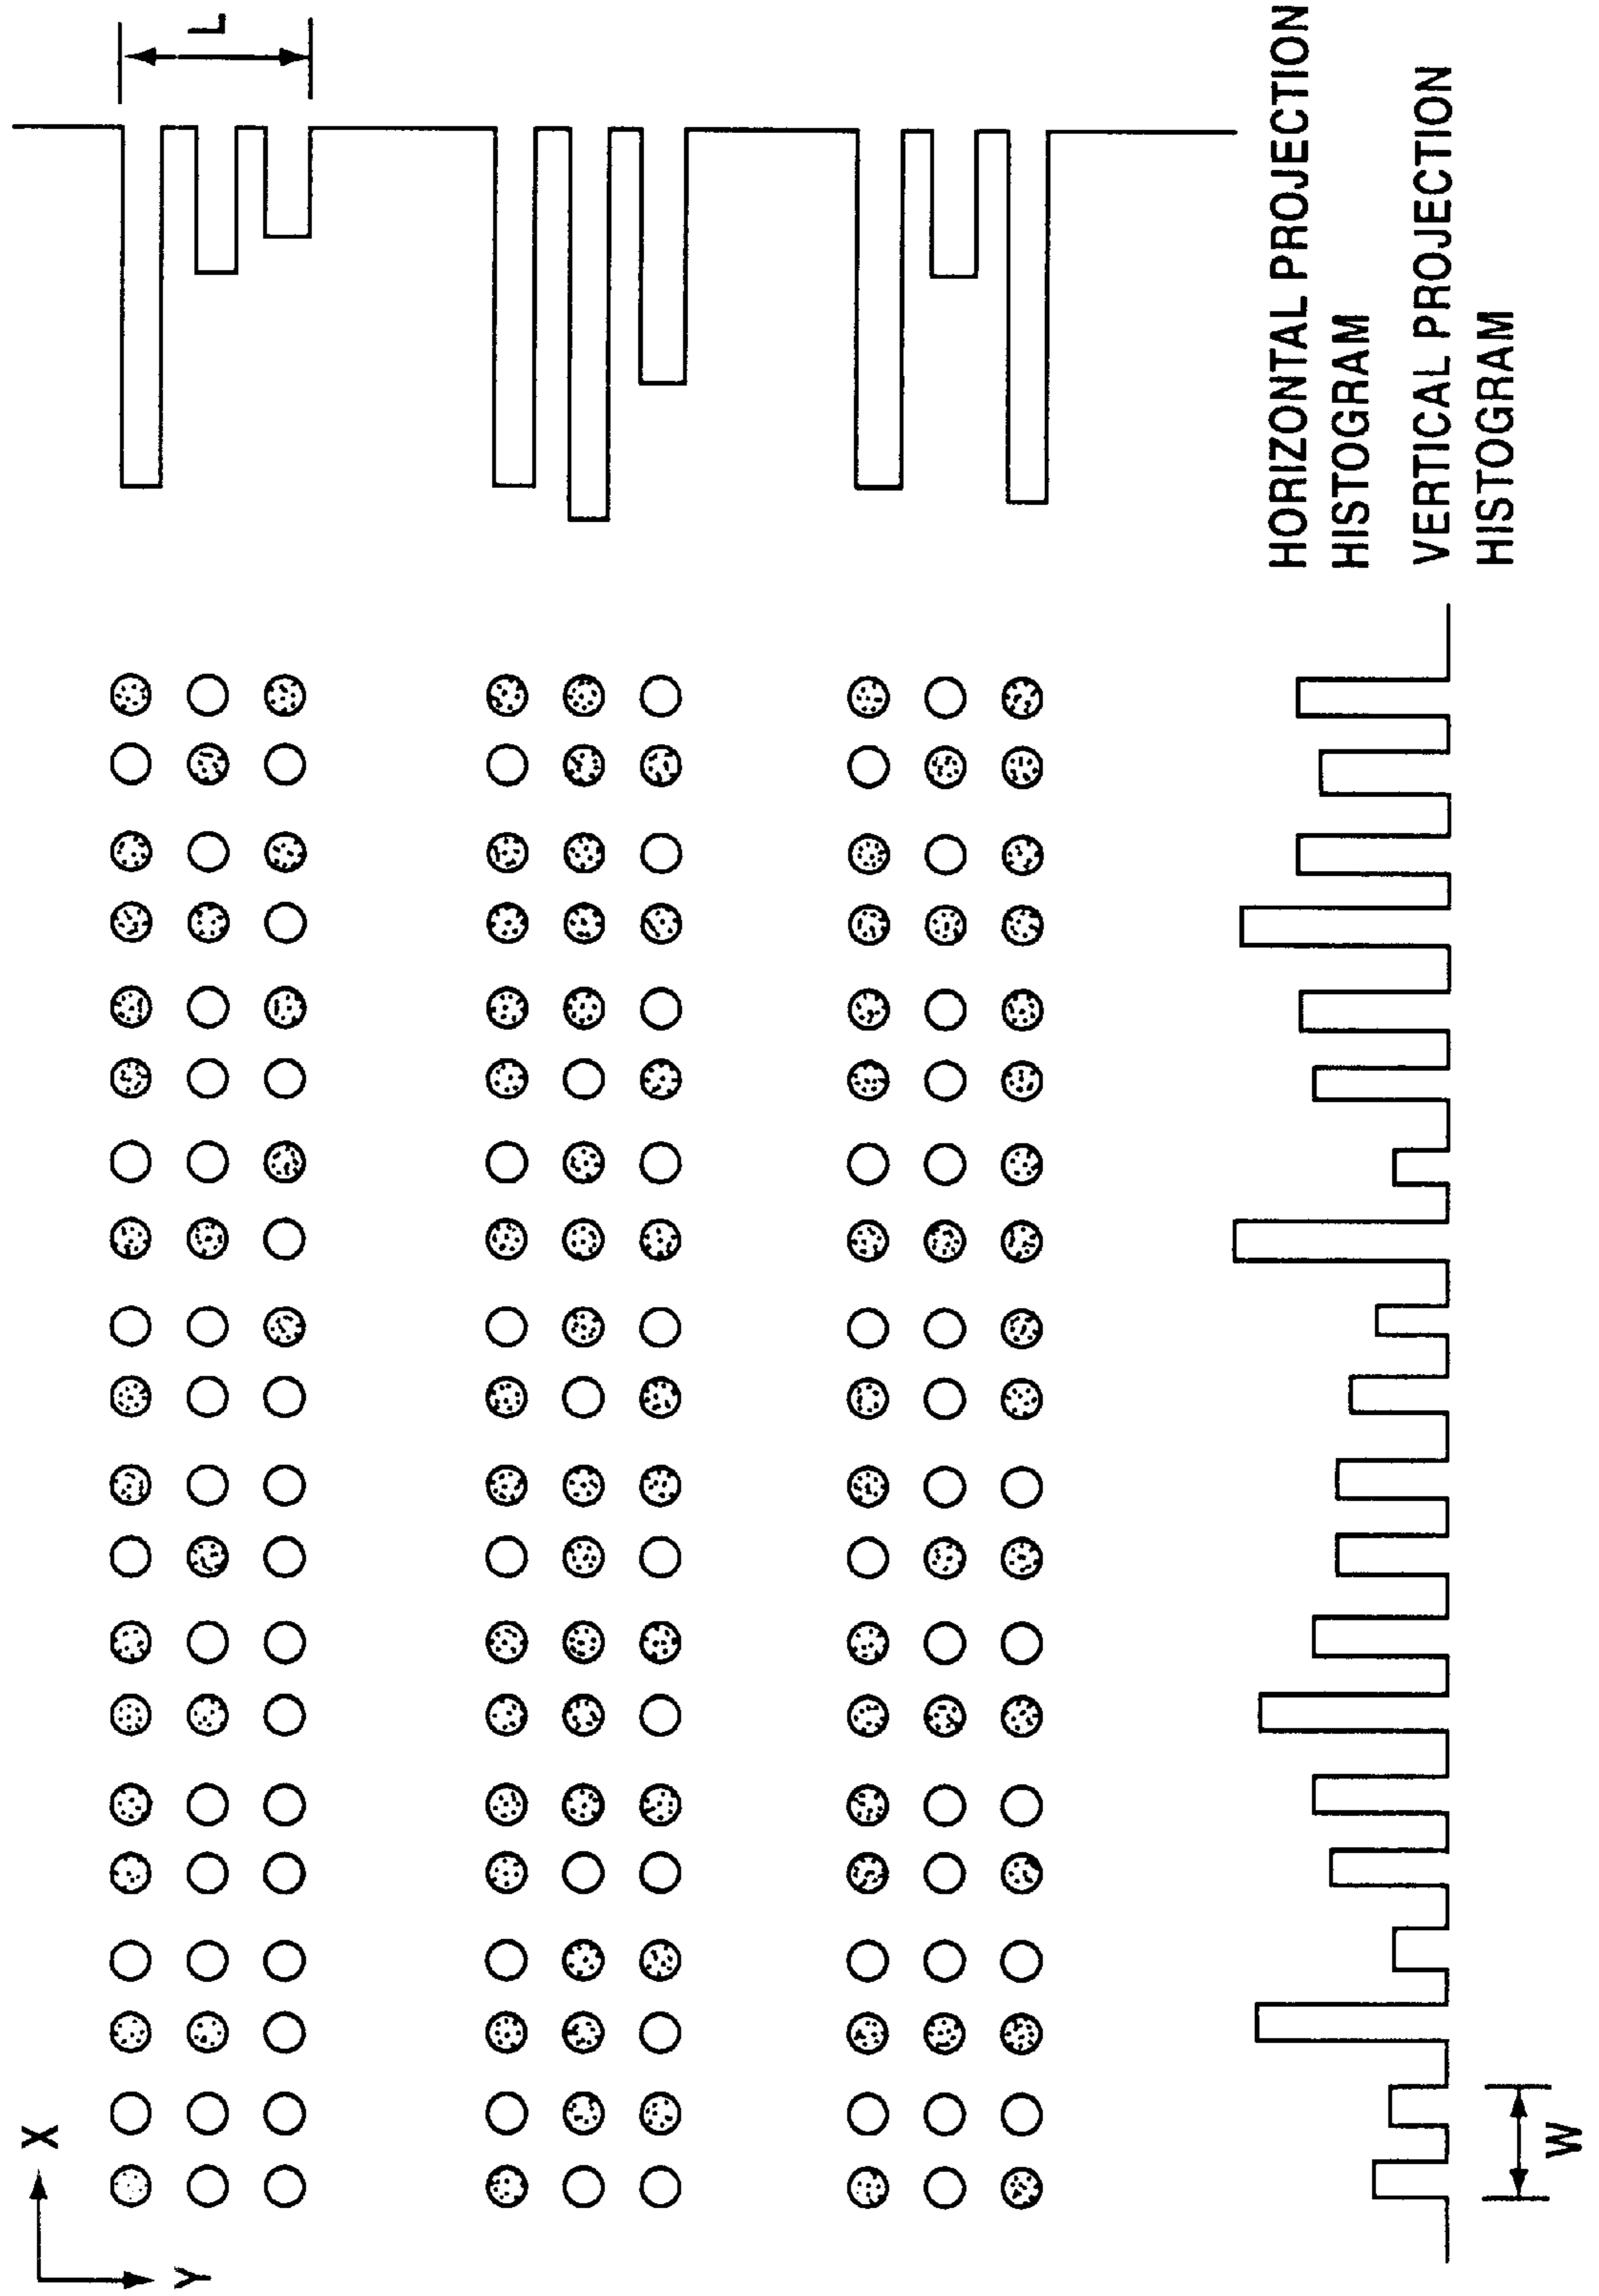 X
Y
L
HORIZONTAL PROJECTION
HISTOGRAM
VERTICAL PROJECTION
HISTOGRAM
W